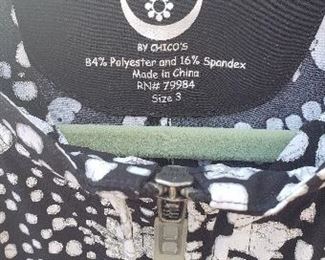 BY CHICO'S
84% Polyester and 16% Spandex
Made in China
RN# 79984
Size 3